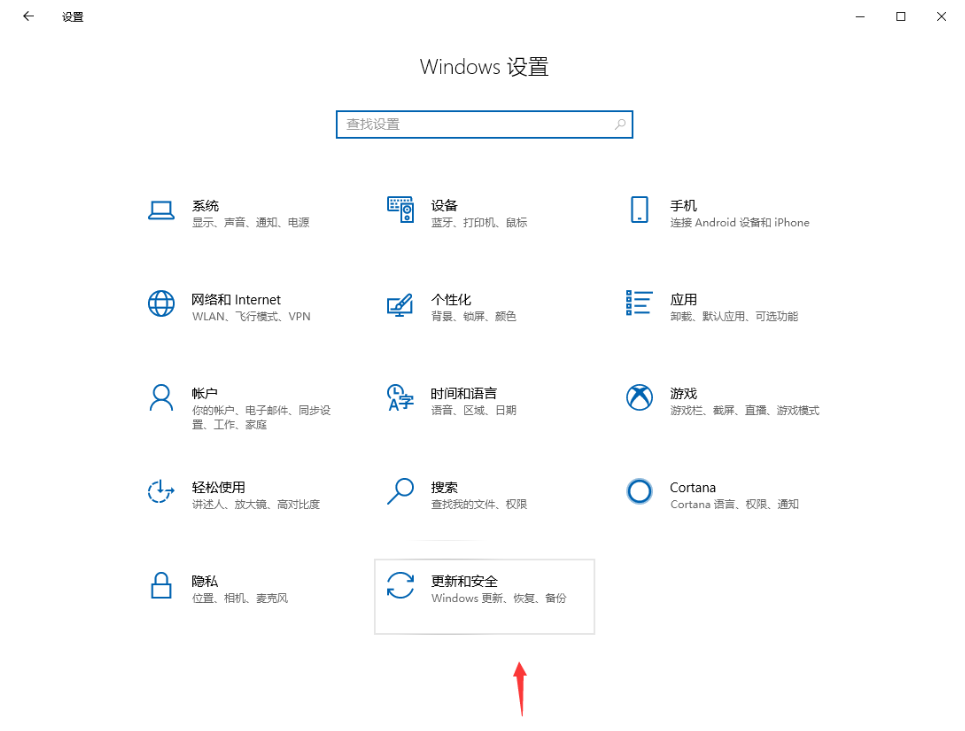 设置
Windows 设置
查找设置
系统
显示、声音、通知、电源
设备
蓝牙、打印机、鼠标
手机
连接 Android 设备和 iPhone
网络和 Internet
WLAN、飞行模式、VPN
个性化
背景、锁屏、颜色
应用
卸载、默认应用、可选功能
帐户
你的帐户、电子邮件、同步设
置、工作、家庭
时间和语言
语音、区域、日期
游戏
游戏栏、截屏、直播、游戏模式
轻松使用
讲述人、放大镜、高对比度
搜索
查找我的文件、权限
Cortana
Cortana 语言、权限、通知
隐私
位置、相机、麦克风
更新和安全
Windows 更新、恢复、备份